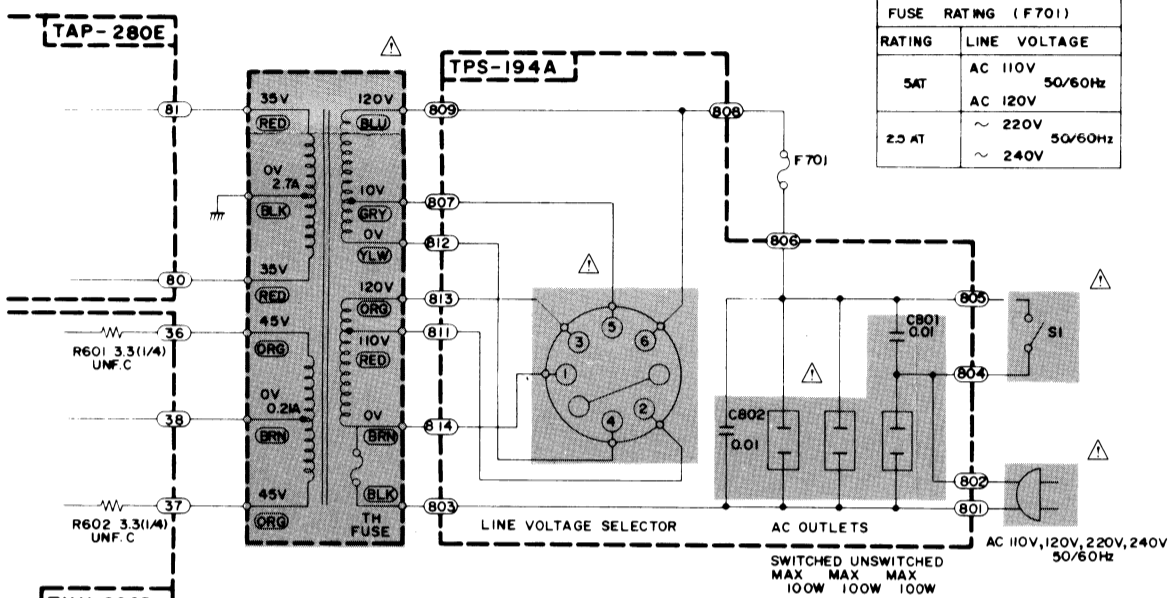 TAP-280E
81
80
36
R601 3.3(1/4)
UNF.C
38
37
R602 3.3(1/4)
UNF.C
35V
RED
0V
2.7A
BLK
35V
RED
45V
ORG
0V
0.21A
BRN
45V
ORG
120V
BLU
10V
GRY
0V
YLW
120V
ORG
110V
RED
0V
BRN
BLK
TH
FUSE
TPS-194A
809
807
812
813
811
814
803
3
5
6
1
2
4
LINE VOLTAGE SELECTOR
808
F701
806
805
804
802
801
C801
0.01
C802
0.01
AC OUTLETS
SWITCHED UNSWITCHED
MAX MAX MAX
100W 100W 100W
S1
AC 110V,120V,220V,240V
50/60Hz
FUSE RATING (F701)
RATING LINE VOLTAGE
5AT AC 110V
50/60Hz
AC 120V
2.5 AT ~ 220V
50/60Hz
~ 240V